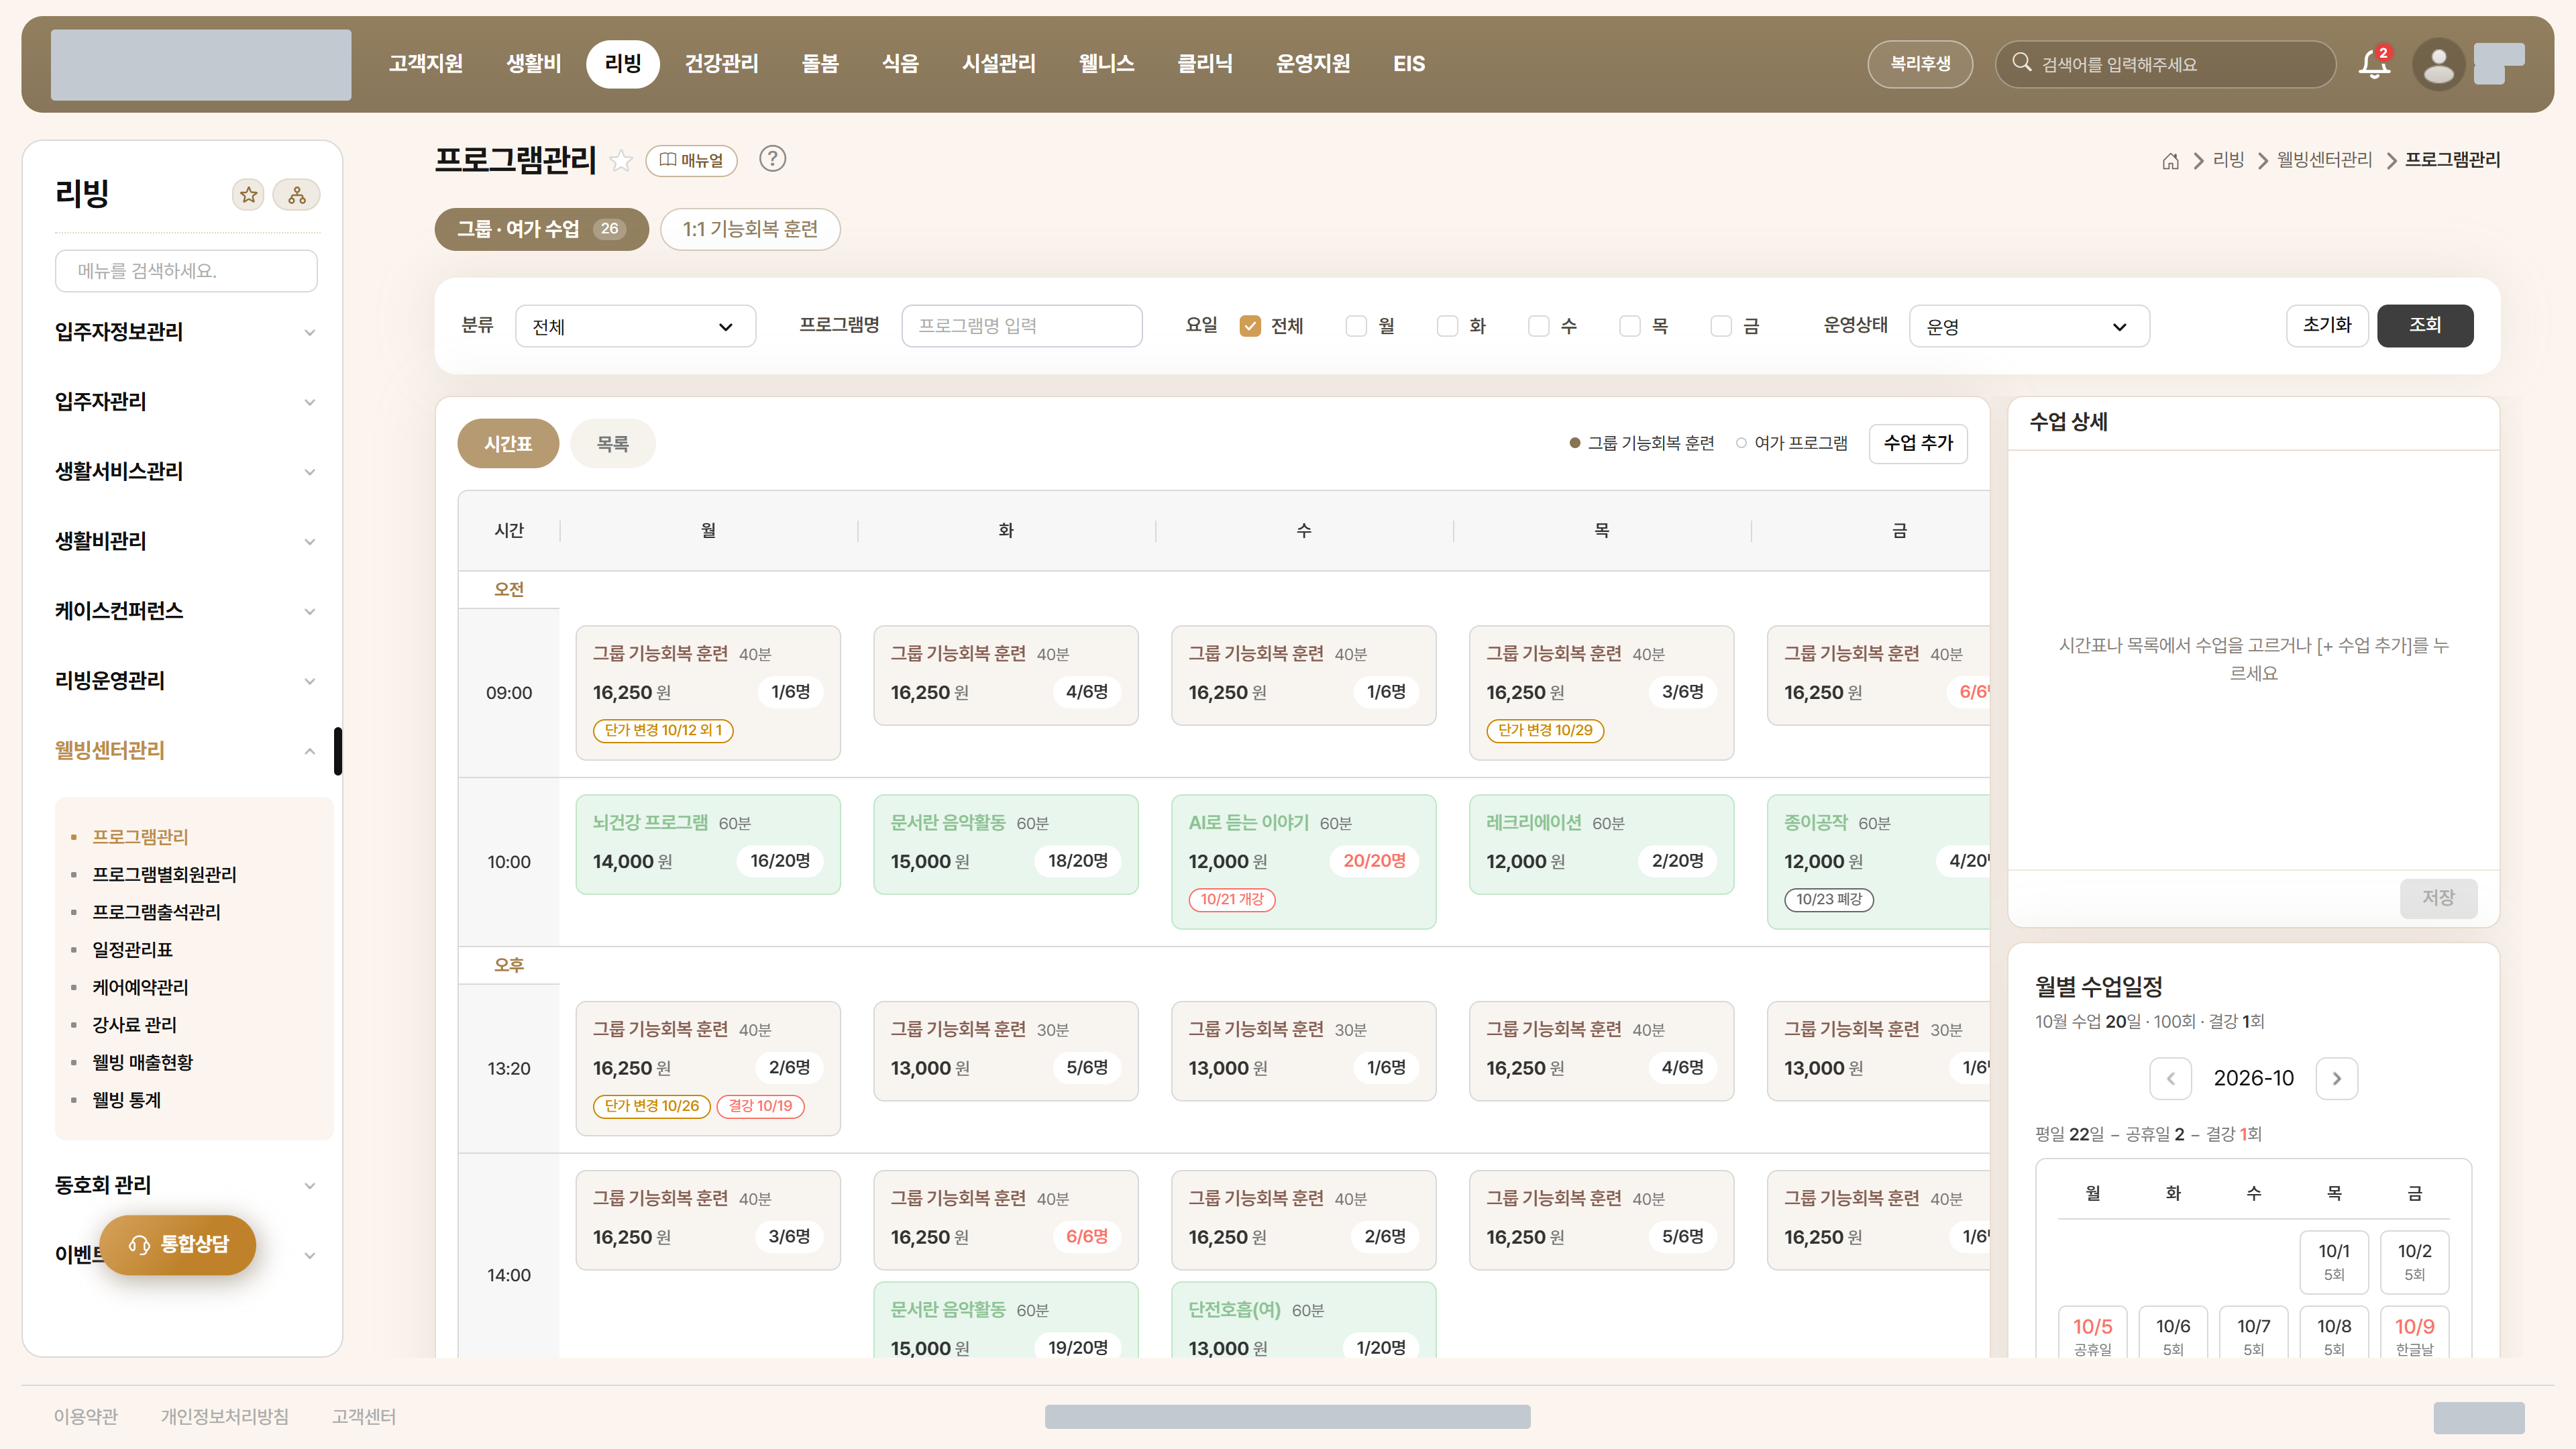 고객지원 생활비 리빙 건강관리 돌봄 식음 시설관리 웰니스 클리닉 운영지원 EIS 복리후생 검색어를 입력해주세요 2
리빙
메뉴를 검색하세요.
입주자정보관리
입주자관리
생활서비스관리
생활비관리
케이스컨퍼런스
리빙운영관리
웰빙센터관리
프로그램관리
프로그램별회원관리
프로그램출석관리
일정관리표
케어예약관리
강사료 관리
웰빙 매출현황
웰빙 통계
동호회 관리
이벤트
통합상담
프로그램관리 매뉴얼 ?
리빙 웰빙센터관리 프로그램관리
그룹 · 여가 수업 26 1:1 기능회복 훈련
분류 전체 프로그램명 프로그램명 입력 요일 전체 월 화 수 목 금 운영상태 운영 초기화 조회
시간표 목록 그룹 기능회복 훈련 여가 프로그램 수업 추가
시간 월 화 수 목 금
오전
09:00
그룹 기능회복 훈련 40분
16,250 원 1/6명
단가 변경 10/12 외 1
그룹 기능회복 훈련 40분
16,250 원 4/6명
그룹 기능회복 훈련 40분
16,250 원 1/6명
그룹 기능회복 훈련 40분
16,250 원 3/6명
단가 변경 10/29
그룹 기능회복 훈련 40분
16,250 원 6/6
10:00
뇌건강 프로그램 60분
14,000 원 16/20명
문서란 음악활동 60분
15,000 원 18/20명
AI로 듣는 이야기 60분
12,000 원 20/20명
10/21 개강
레크리에이션 60분
12,000 원 2/20명
종이공작 60분
12,000 원 4/20
10/23 폐강
오후
13:20
그룹 기능회복 훈련 40분
16,250 원 2/6명
단가 변경 10/26 결강 10/19
그룹 기능회복 훈련 30분
13,000 원 5/6명
그룹 기능회복 훈련 30분
13,000 원 1/6명
그룹 기능회복 훈련 40분
16,250 원 4/6명
그룹 기능회복 훈련 30분
13,000 원 1/6
14:00
그룹 기능회복 훈련 40분
16,250 원 3/6명
그룹 기능회복 훈련 40분
16,250 원 6/6명
문서란 음악활동 60분
15,000 원 19/20명
그룹 기능회복 훈련 40분
16,250 원 2/6명
단전호흡(여) 60분
13,000 원 1/20명
그룹 기능회복 훈련 40분
16,250 원 5/6명
그룹 기능회복 훈련 40분
16,250 원 1/6
수업 상세
시간표나 목록에서 수업을 고르거나 [+ 수업 추가]를 누
르세요
저장
월별 수업일정
10월 수업 20일 · 100회 · 결강 1회
2026-10
평일 22일 – 공휴일 2 – 결강 1회
월 화 수 목 금
10/1 10/2
5회 5회
10/5 10/6 10/7 10/8 10/9
공휴일 5회 5회 5회 한글날
이용약관 개인정보처리방침 고객센터